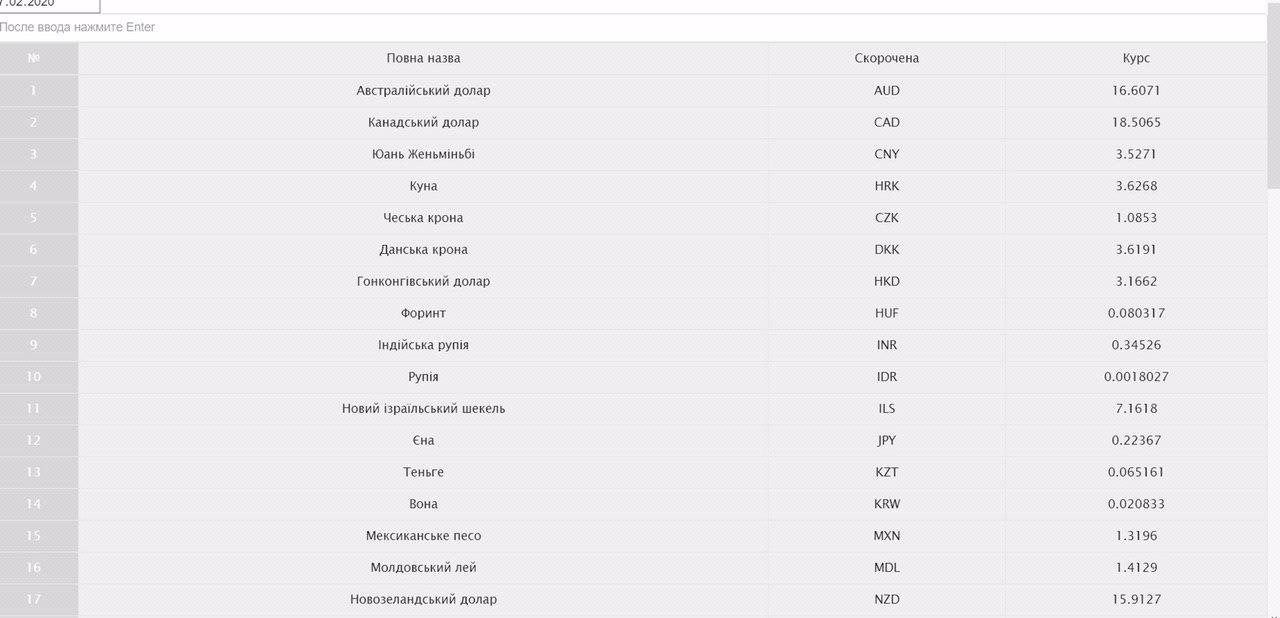 7.02.2020
После ввода нажмите Enter
№ Повна назва Скорочена Курс
1 Австралійський долар AUD 16.6071
2 Канадський долар CAD 18.5065
3 Юань Женьміньбі CNY 3.5271
4 Куна HRK 3.6268
5 Чеська крона CZK 1.0853
6 Данська крона DKK 3.6191
7 Гонконгівський долар HKD 3.1662
8 Форинт HUF 0.080317
9 Індійська рупія INR 0.34526
10 Рупія IDR 0.0018027
11 Новий ізраїльський шекель ILS 7.1618
12 Єна JPY 0.22367
13 Теньге KZT 0.065161
14 Вона KRW 0.020833
15 Мексиканське песо MXN 1.3196
16 Молдовський лей MDL 1.4129
17 Новозеландський долар NZD 15.9127